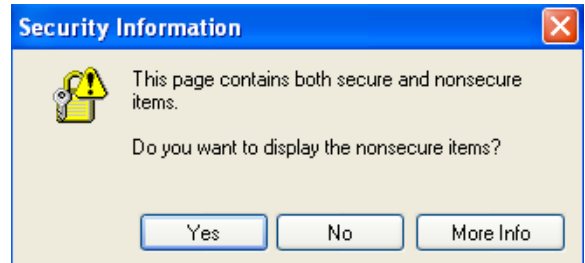 Security Information
This page contains both secure and nonsecure
items.
Do you want to display the nonsecure items?
Yes
No
More Info